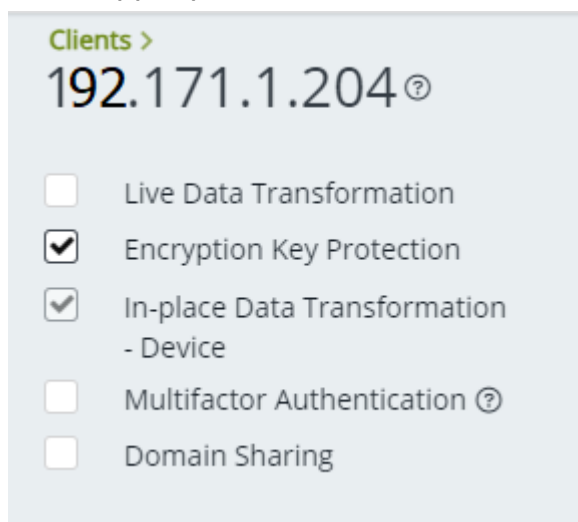 Clients >
192.171.1.204 ?
Live Data Transformation
Encryption Key Protection
In-place Data Transformation
- Device
Multifactor Authentication ?
Domain Sharing